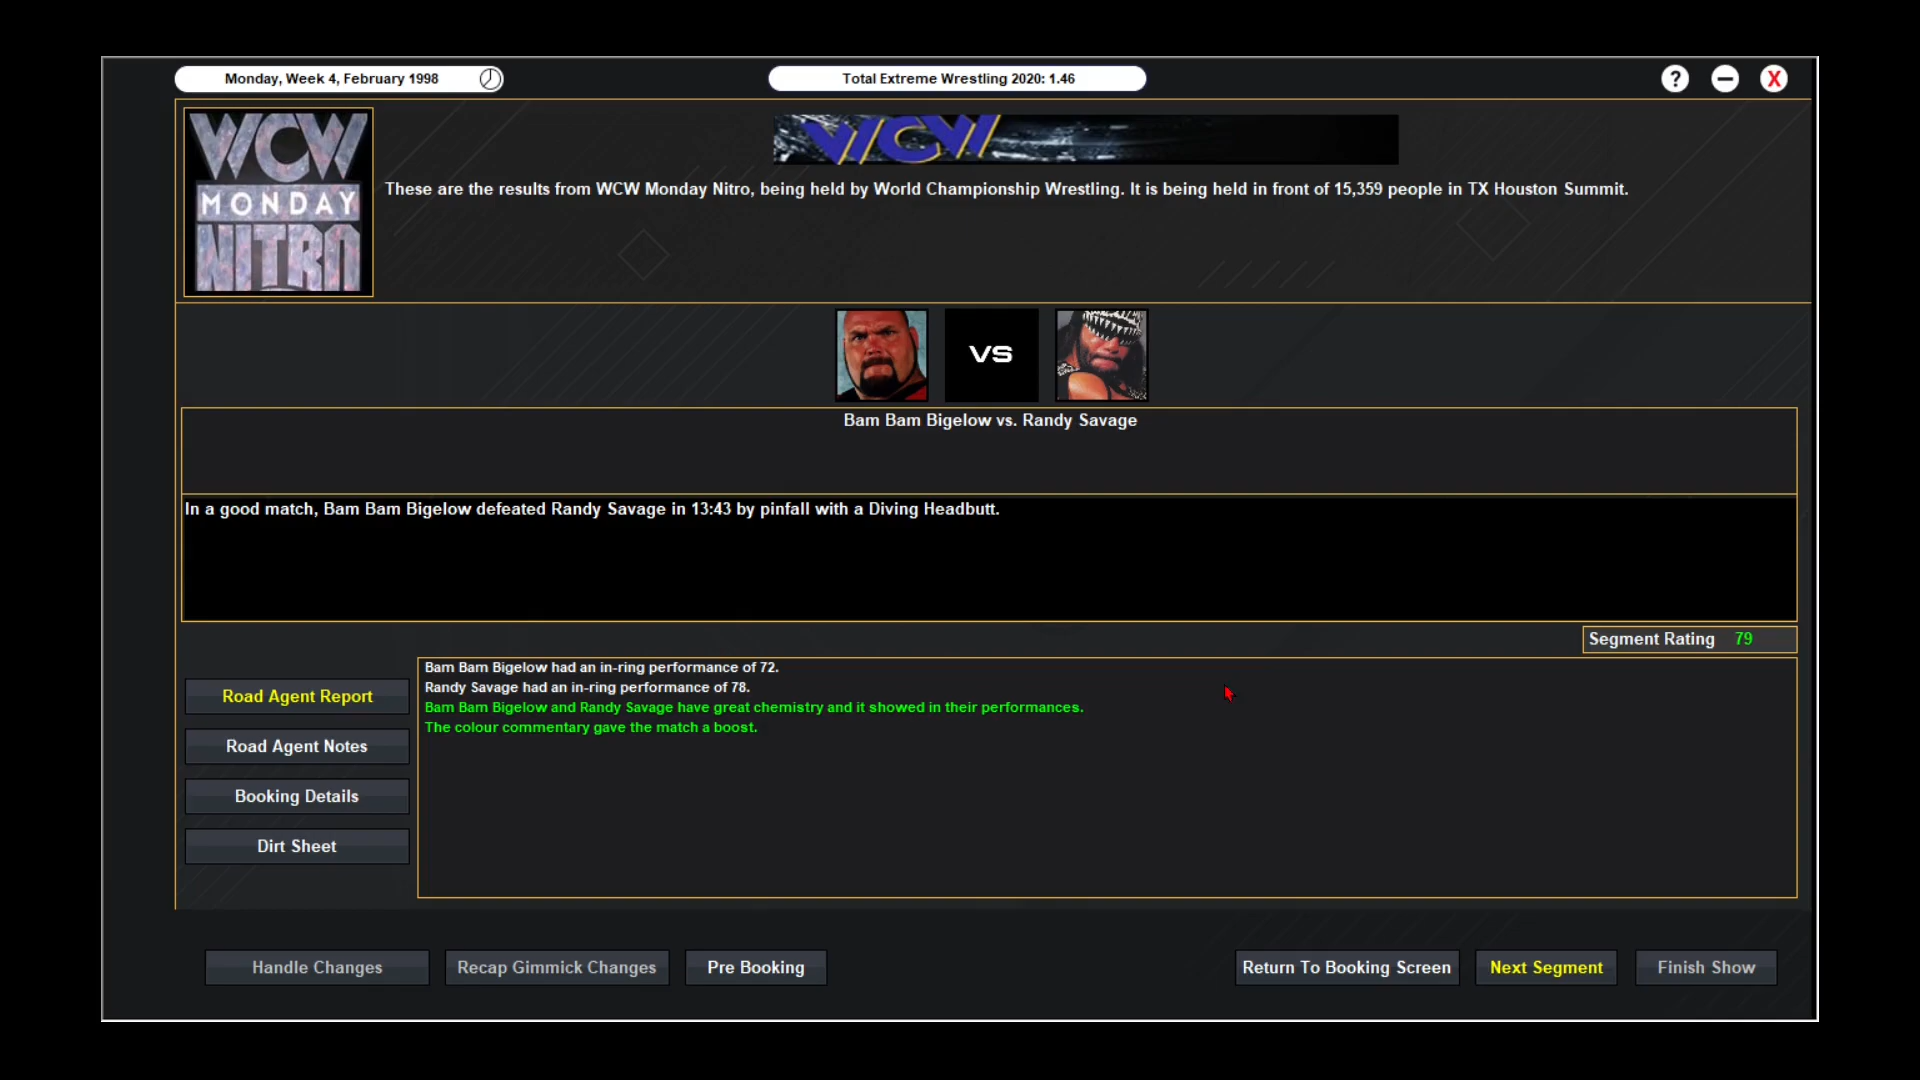 Monday, Week 4, February 1998
Total Extreme Wrestling 2020: 1.46
?
X
WCW
MONDAY
NITRO
WCW
These are the results from WCW Monday Nitro, being held by World Championship Wrestling. It is being held in front of 15,359 people in TX Houston Summit.
VS
Bam Bam Bigelow vs. Randy Savage
In a good match, Bam Bam Bigelow defeated Randy Savage in 13:43 by pinfall with a Diving Headbutt.
Segment Rating 79
Bam Bam Bigelow had an in-ring performance of 72.
Randy Savage had an in-ring performance of 78.
Bam Bam Bigelow and Randy Savage have great chemistry and it showed in their performances.
The colour commentary gave the match a boost.
Road Agent Report
Road Agent Notes
Booking Details
Dirt Sheet
Handle Changes
Recap Gimmick Changes
Pre Booking
Return To Booking Screen
Next Segment
Finish Show